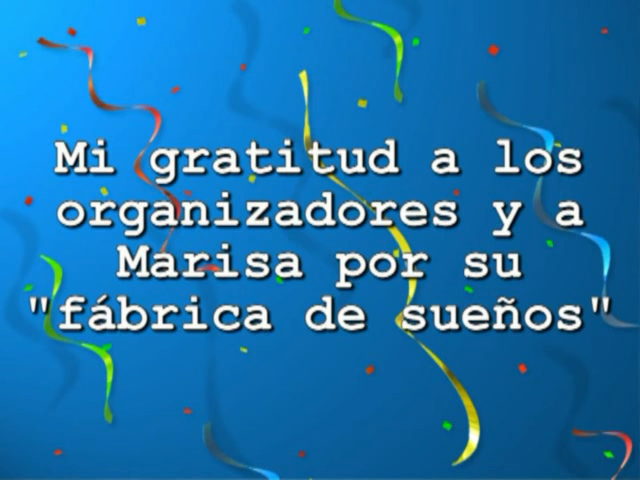 Mi gratitud a los
organizadores y a
Marisa por su
"fábrica de sueños"